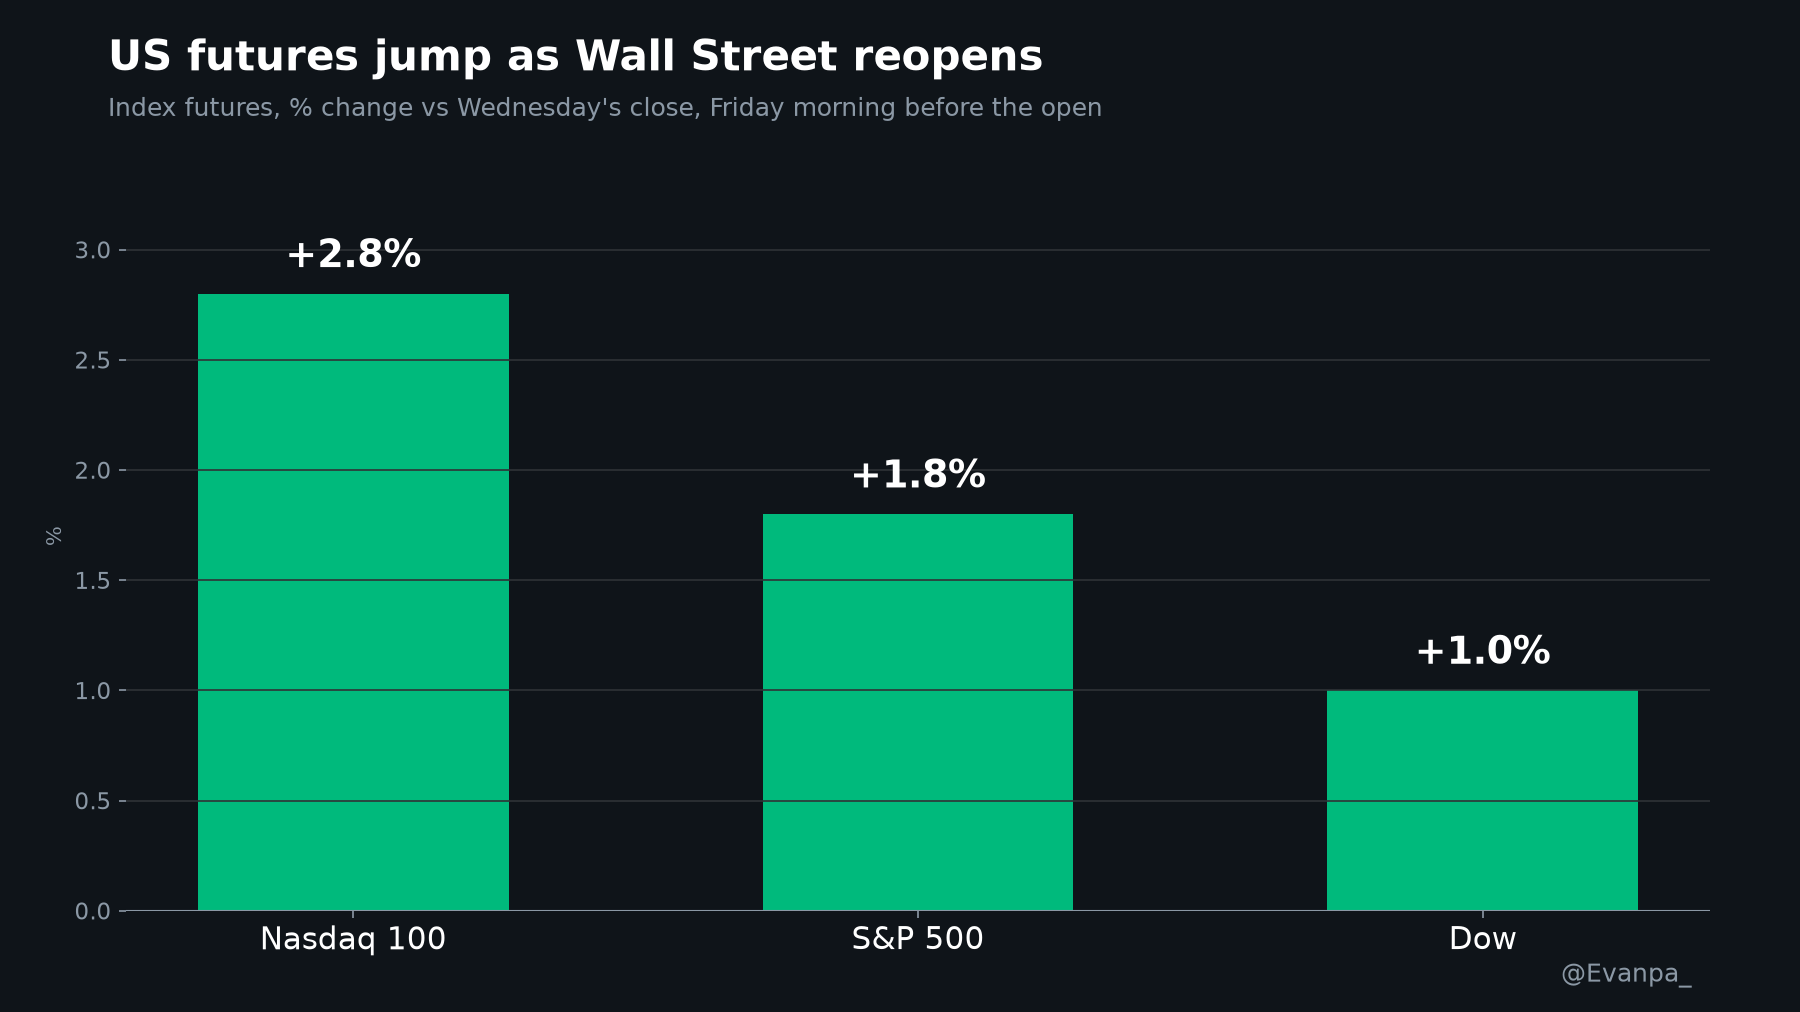 US futures jump as Wall Street reopens
Index futures, % change vs Wednesday's close, Friday morning before the open
3.0
+2.8%
2.5
2.0
+1.8%
%
1.5
+1.0%
1.0
0.5
0.0
Nasdaq 100
S&P 500
Dow
@Evanpa_